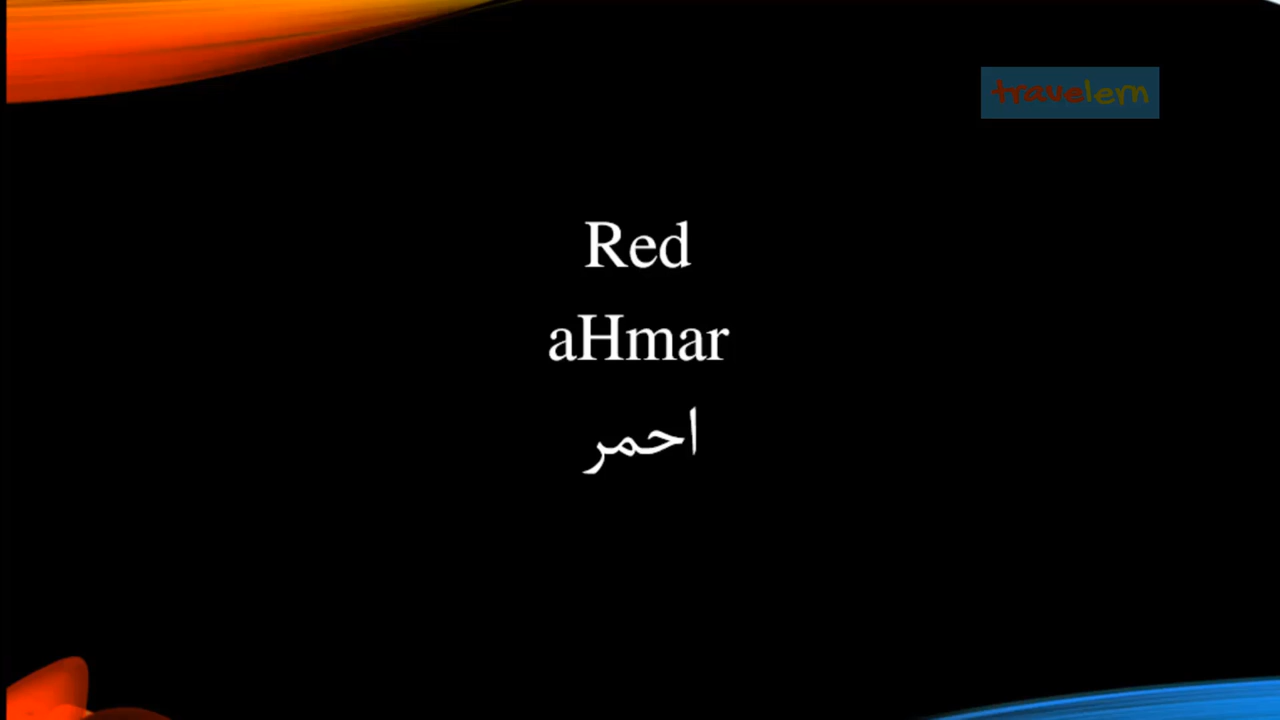 travelern
Red
aHmar
احمر